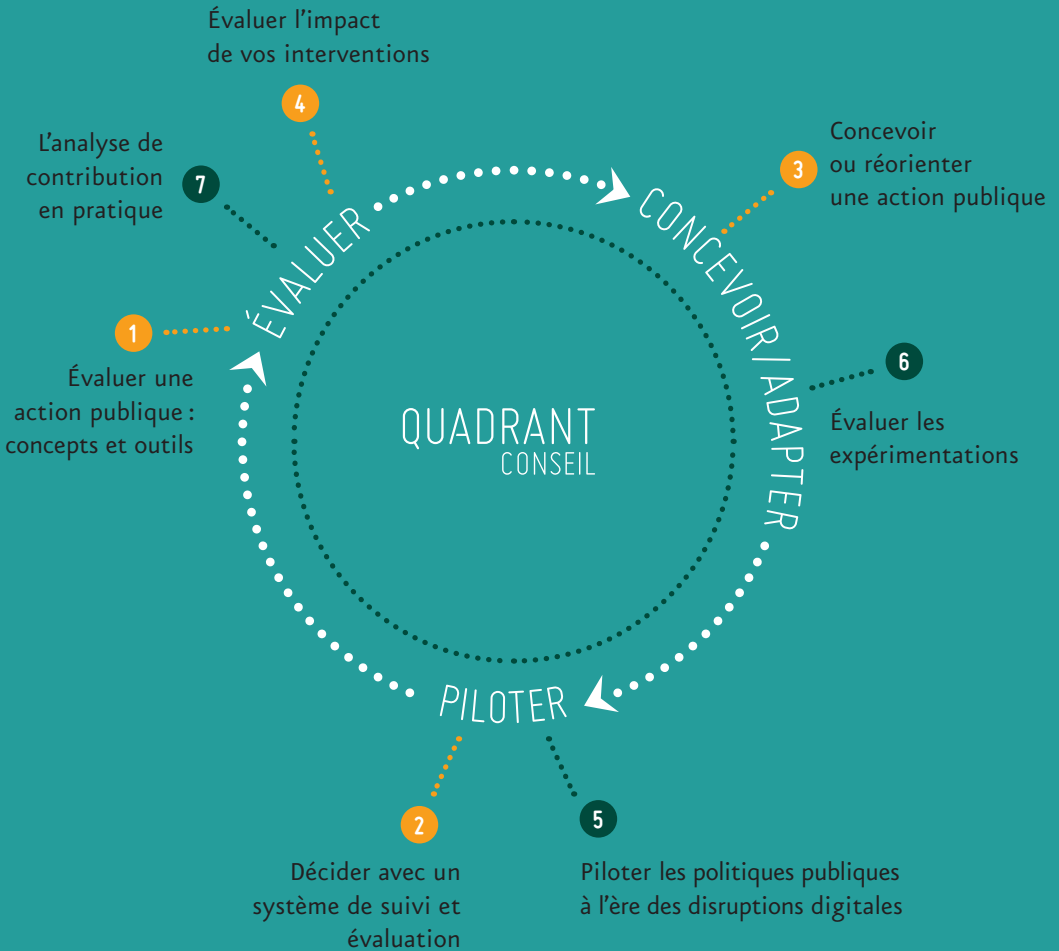 Évaluer l’impact
de vos interventions
4
L’analyse de
contribution
en pratique
7
Concevoir
ou réorienter
une action publique
3
ÉVALUER
CONCEVOIR / ADAPTER
1
Évaluer une
action publique :
concepts et outils
6
Évaluer les
expérimentations
QUADRANT
CONSEIL
PILOTER
2
Décider avec un
système de suivi et
évaluation
5
Piloter les politiques publiques
à l’ère des disruptions digitales